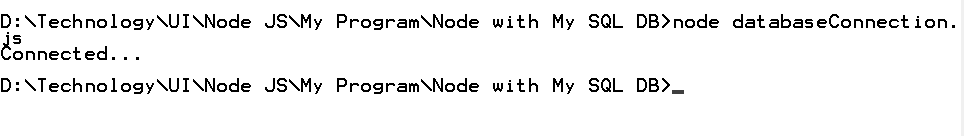 D:\Technology\UI\Node JS\My Program\Node with My SQL DB>node databaseConnection.
js
Connected...
D:\Technology\UI\Node JS\My Program\Node with My SQL DB>_